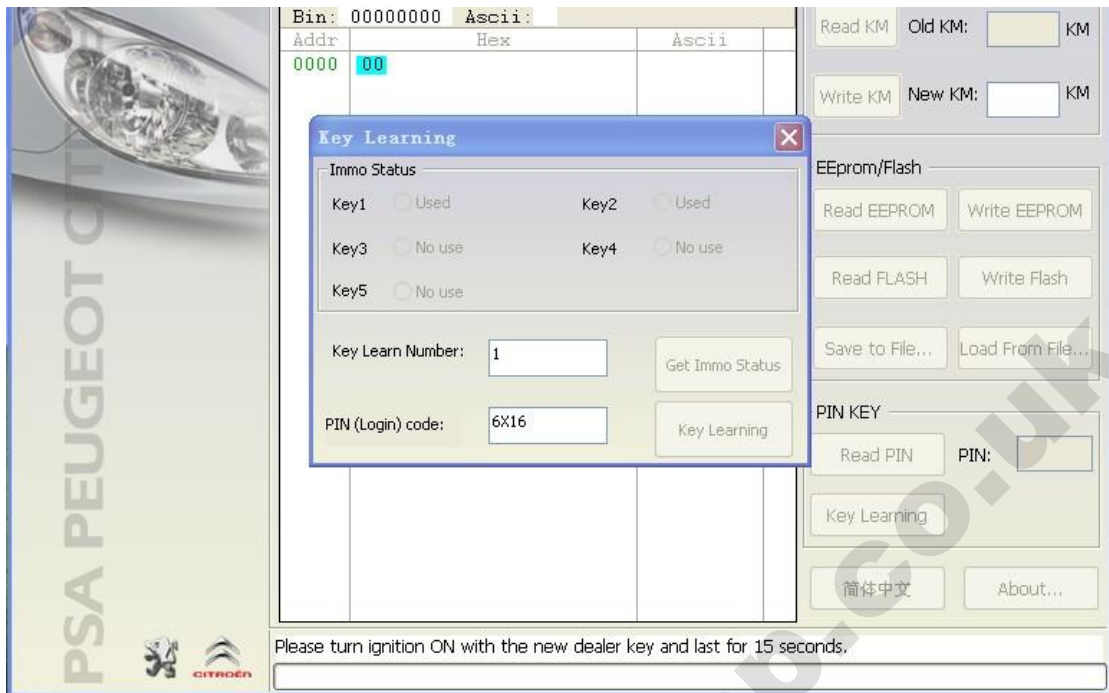 Bin: 00000000 Ascii:
Addr Hex Ascii
0000 00
Read KM Old KM: KM
Write KM New KM: KM
Key Learning
Immo Status
Key1 Used Key2 Used
Key3 No use Key4 No use
Key5 No use
Key Learn Number: 1 Get Immo Status
PIN (Login) code: 6X16 Key Learning
EEprom/Flash
Read EEPROM Write EEPROM
Read FLASH Write Flash
Save to File... Load From File...
PIN KEY
Read PIN PIN:
Key Learning
简体中文 About...
Please turn ignition ON with the new dealer key and last for 15 seconds.
PSA PEUGEOT CIT
CITROËN
p.co.uk